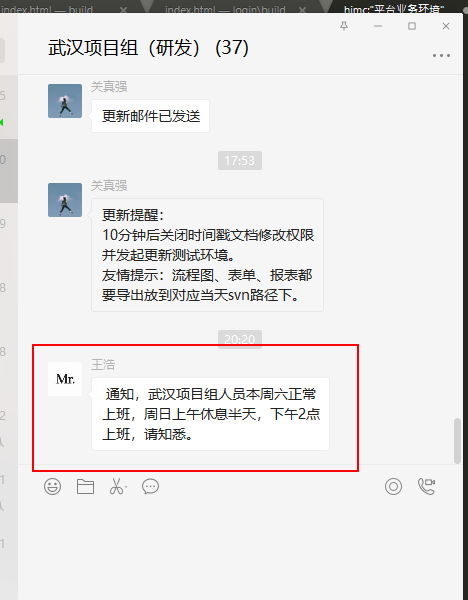 index.html — build
index.html — login\build
himc:"平台业务环境"
武汉项目组（研发） (37)
关真强
更新邮件已发送
17:53
关真强
更新提醒：
10分钟后关闭时间戳文档修改权限
并发起更新测试环境。
友情提示：流程图、表单、报表都
要导出放到对应当天svn路径下。
20:20
王浩
Mr.
通知，武汉项目组人员本周六正常
上班，周日上午休息半天，下午2点
上班，请知悉。